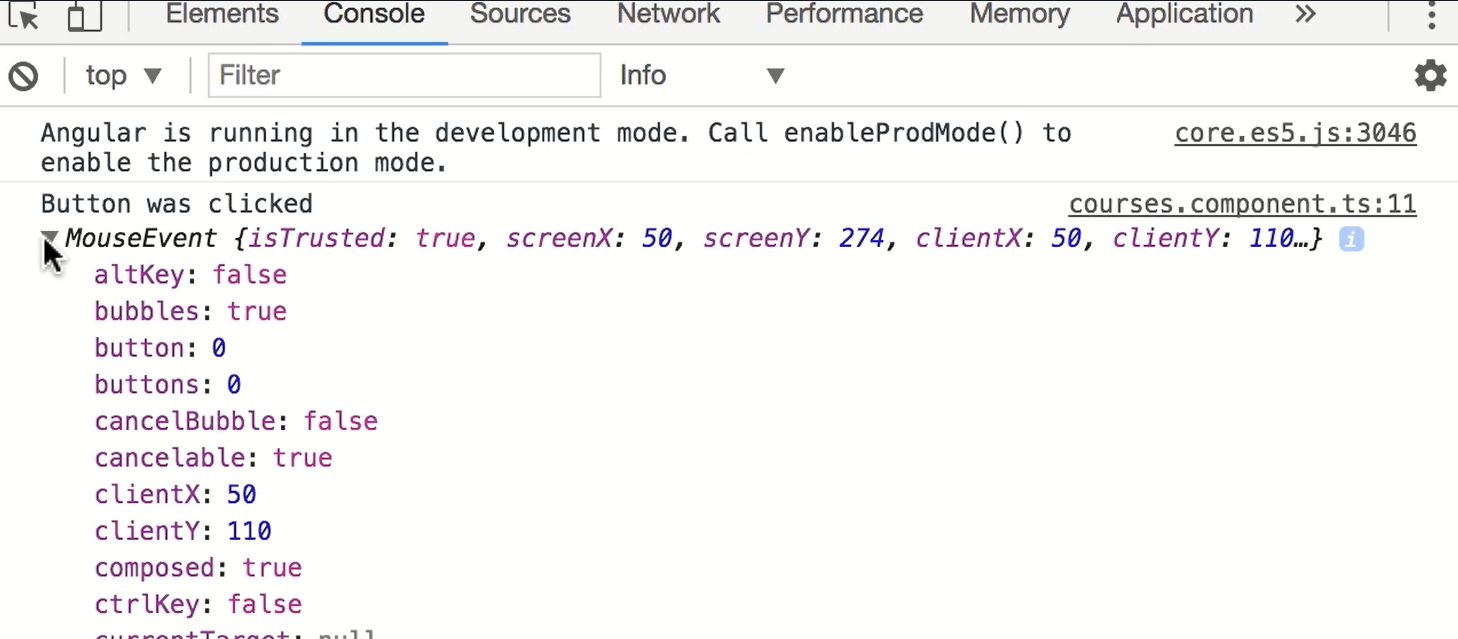 Elements Console Sources Network Performance Memory Application »
top ▼ Filter Info ▼
Angular is running in the development mode. Call enableProdMode() to core.es5.js:3046
enable the production mode.
Button was clicked courses.component.ts:11
▼ MouseEvent {isTrusted: true, screenX: 50, screenY: 274, clientX: 50, clientY: 110…} i
altKey: false
bubbles: true
button: 0
buttons: 0
cancelBubble: false
cancelable: true
clientX: 50
clientY: 110
composed: true
ctrlKey: false
currentTarget: null